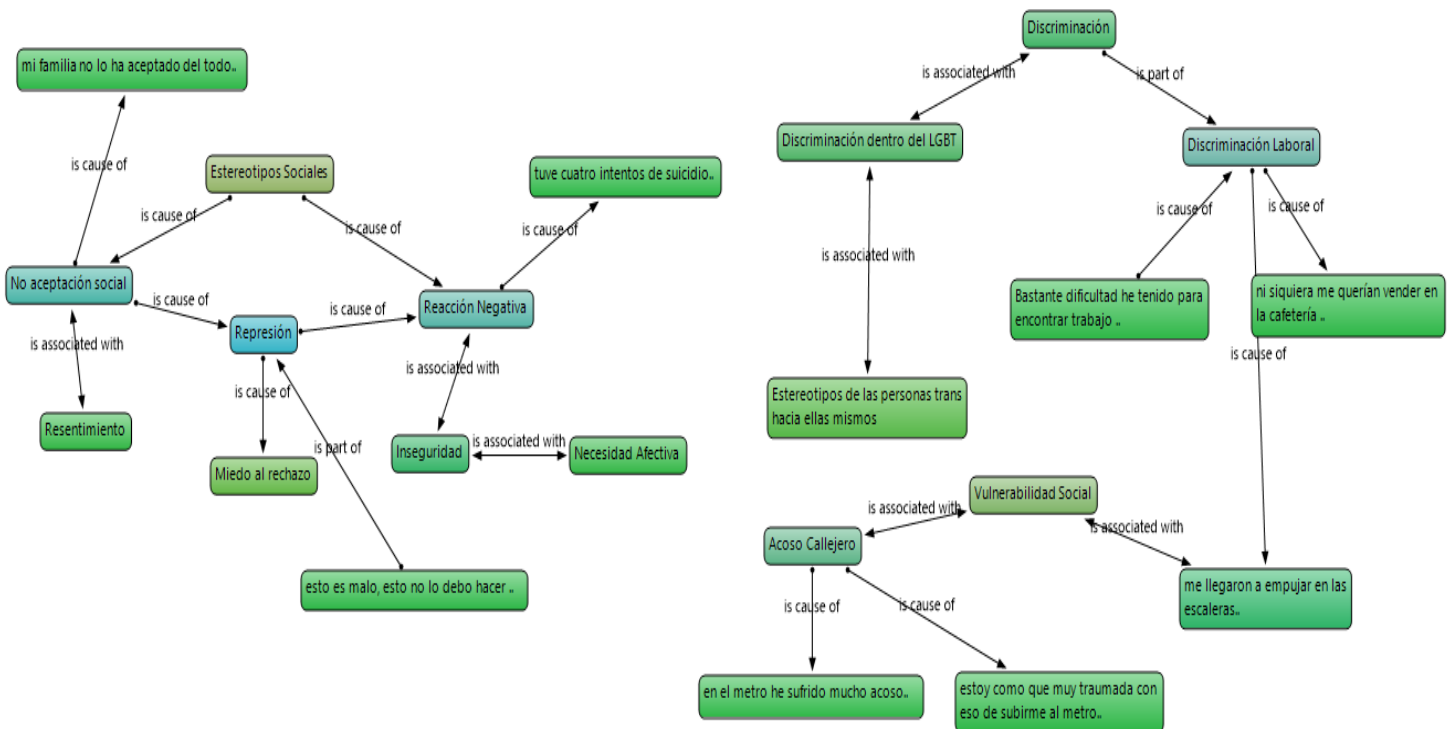 Discriminación
mi familia no lo ha aceptado del todo..
is associated with
is part of
Discriminación dentro del LGBT
Discriminación Laboral
is cause of
Estereotipos Sociales
tuve cuatro intentos de suicidio..
is cause of
is cause of
is cause of
is cause of
is cause of
is associated with
No aceptación social
is cause of
Reacción Negativa
is cause of
Represión
Bastante dificultad he tenido para
encontrar trabajo ..
ni siquiera me querían vender en
la cafetería ..
is associated with
is cause of
is associated with
is cause of
Estereotipos de las personas trans
hacia ellas mismos
Resentimiento
is part of
Inseguridad
is associated with
Necesidad Afectiva
Miedo al rechazo
Vulnerabilidad Social
is associated with
is associated with
Acoso Callejero
esto es malo, esto no lo debo hacer ..
me llegaron a empujar en las
escaleras..
is cause of
is cause of
en el metro he sufrido mucho acoso..
estoy como que muy traumada con
eso de subirme al metro..